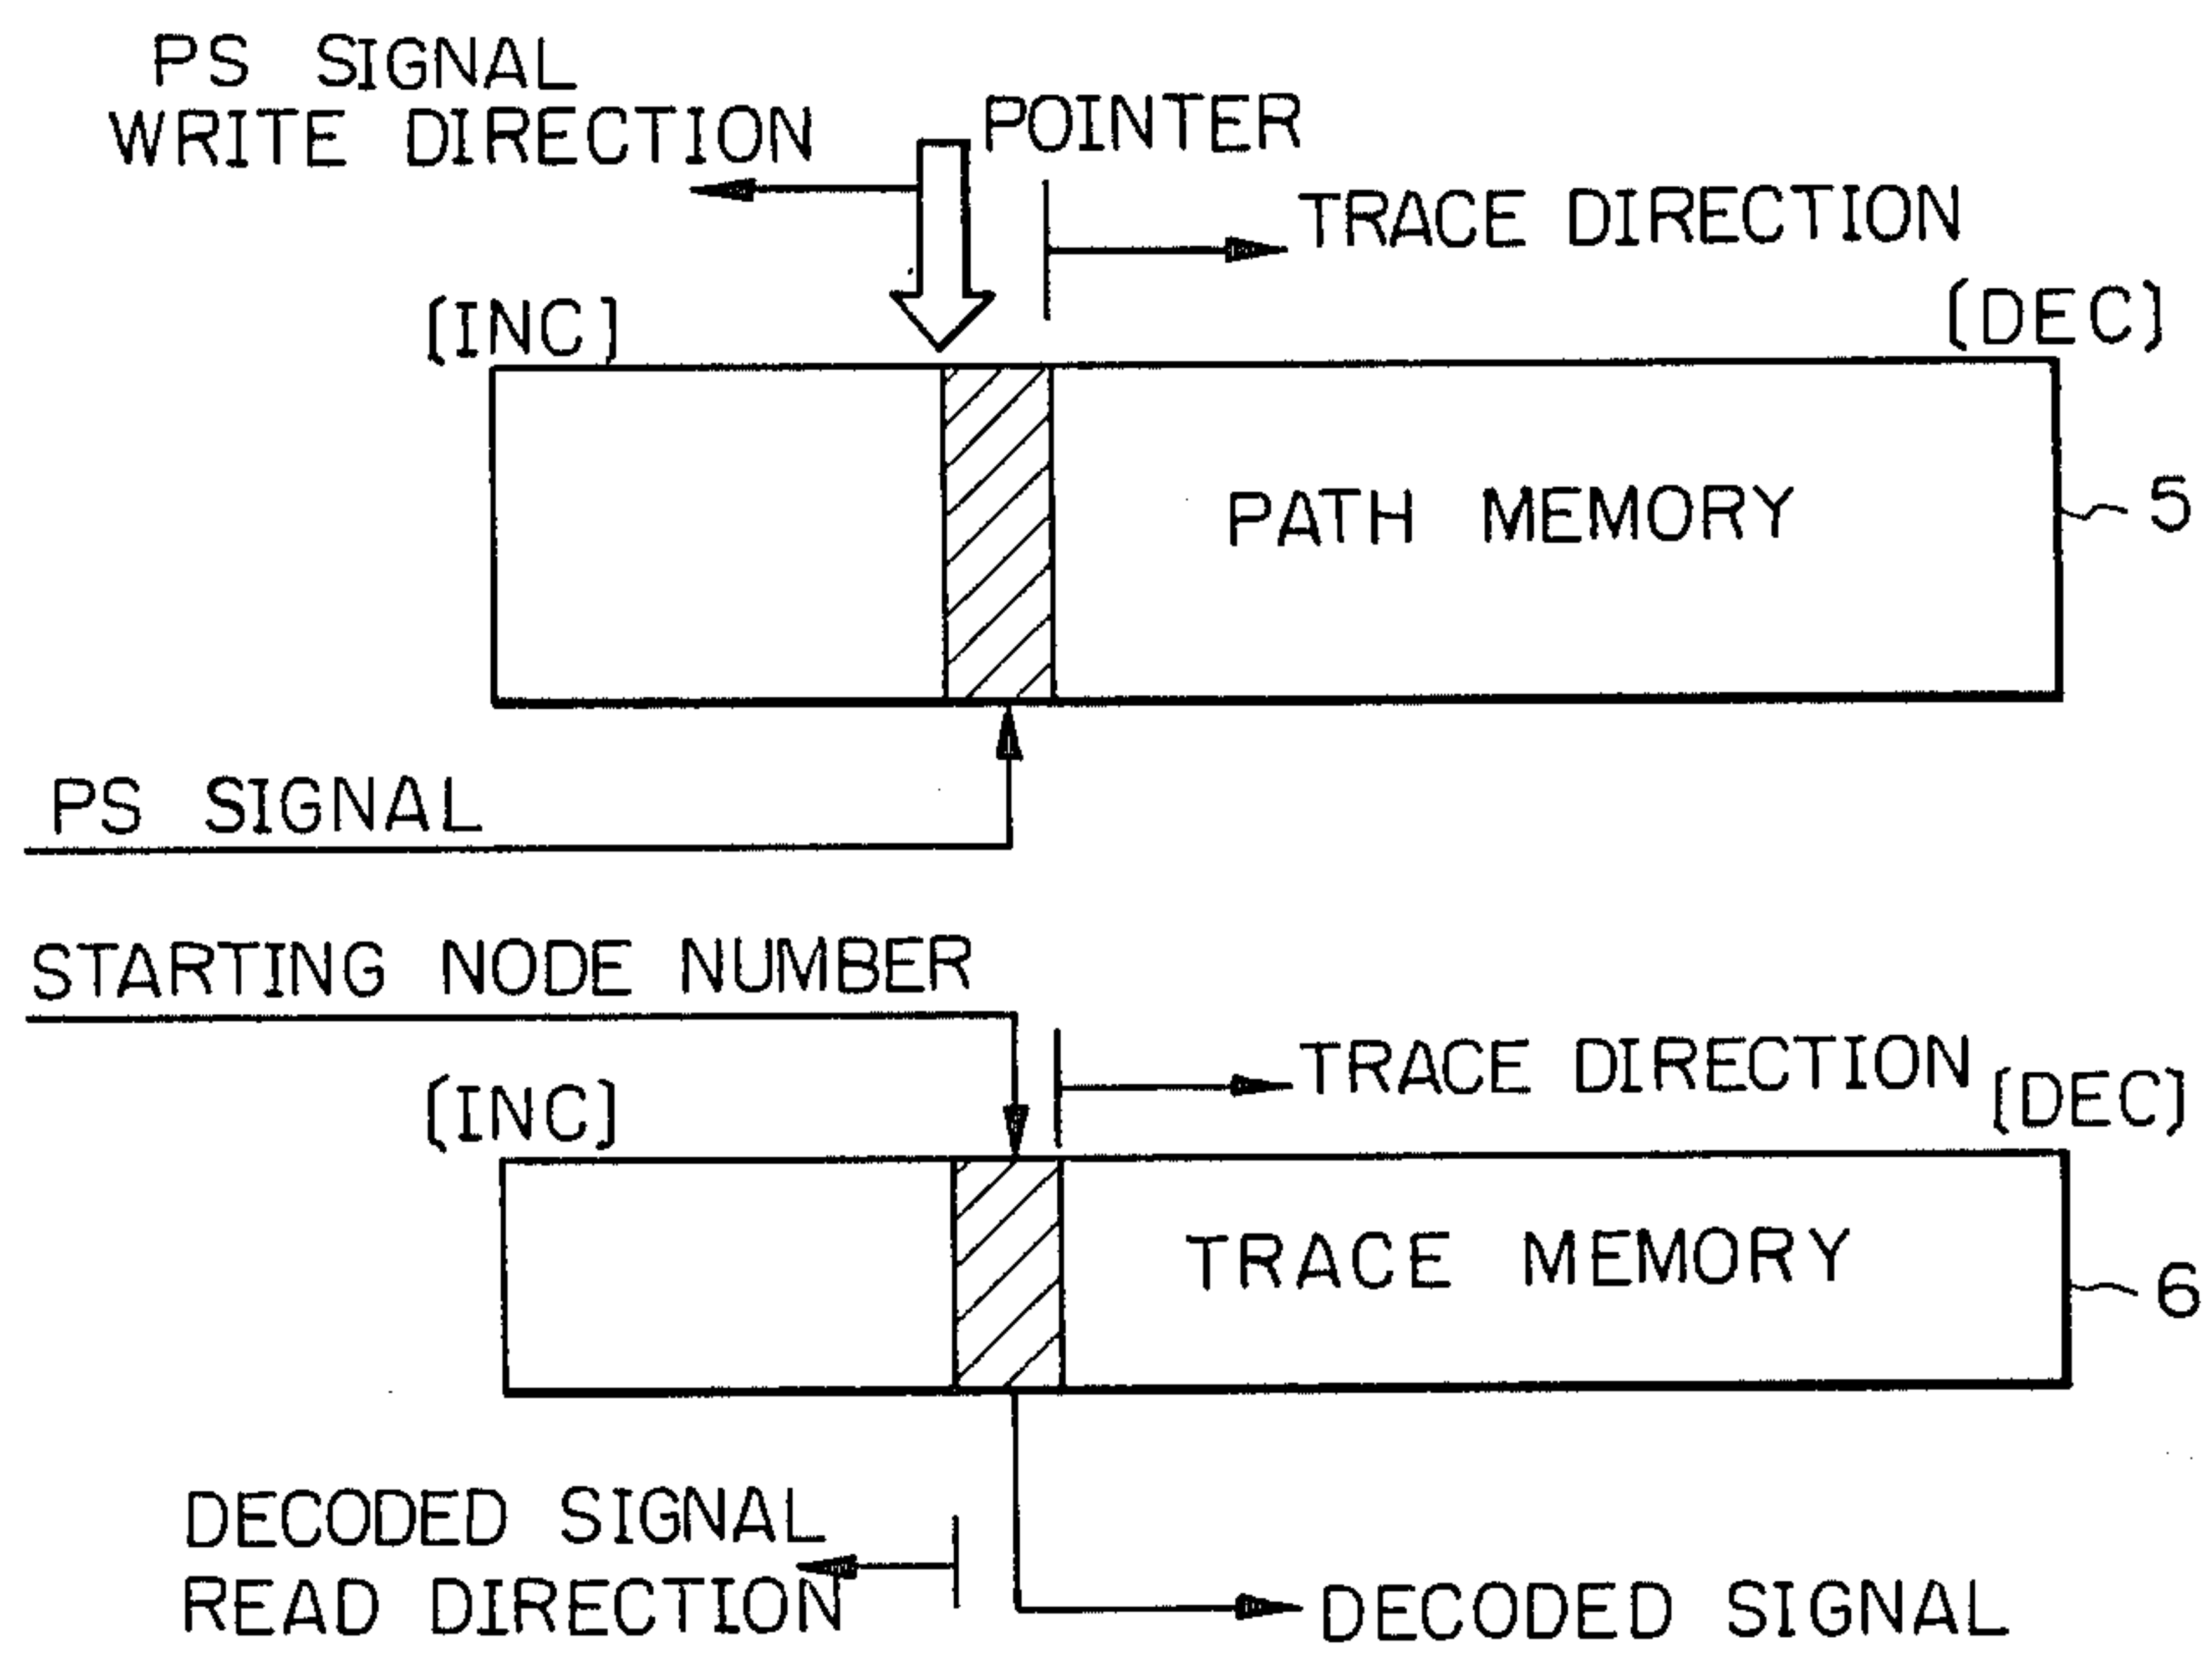 PS SIGNAL
WRITE DIRECTION
POINTER
TRACE DIRECTION
[INC]
[DEC]
PATH MEMORY
5
PS SIGNAL
STARTING NODE NUMBER
TRACE DIRECTION
[INC]
[DEC]
TRACE MEMORY
6
DECODED SIGNAL
READ DIRECTION
DECODED SIGNAL